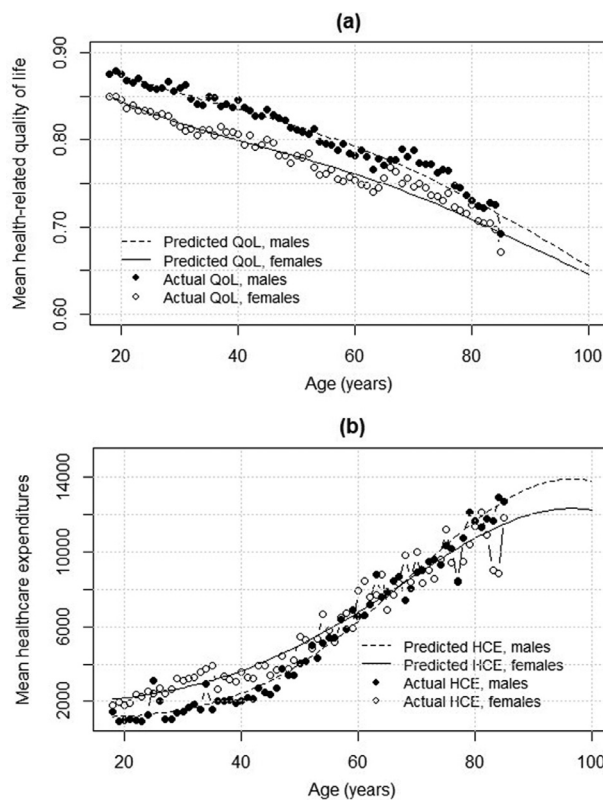 (a)
Mean health-related quality of life
0.90
0.80
0.70
0.60
Predicted QoL, males
Predicted QoL, females
Actual QoL, males
Actual QoL, females
20 40 60 80 100
Age (years)
(b)
Mean healthcare expenditures
14000
10000
6000
2000
Predicted HCE, males
Predicted HCE, females
Actual HCE, males
Actual HCE, females
20 40 60 80 100
Age (years)